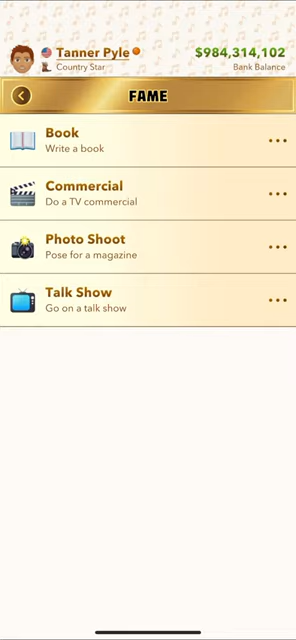 Tanner Pyle $984,314,102
Country Star Bank Balance
FAME
Book
Write a book
Commercial
Do a TV commercial
Photo Shoot
Pose for a magazine
Talk Show
Go on a talk show